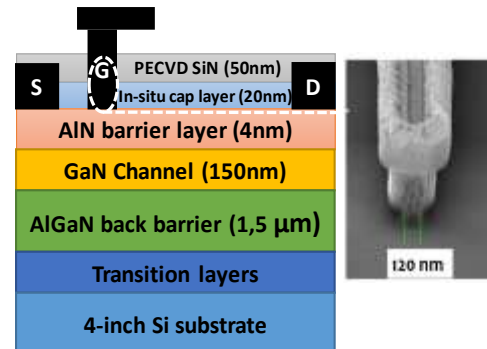 G
PECVD SiN (50nm)
S
D
In-situ cap layer (20nm)
AlN barrier layer (4nm)
GaN Channel (150nm)
AlGaN back barrier (1,5 μm)
Transition layers
4-inch Si substrate
120 nm